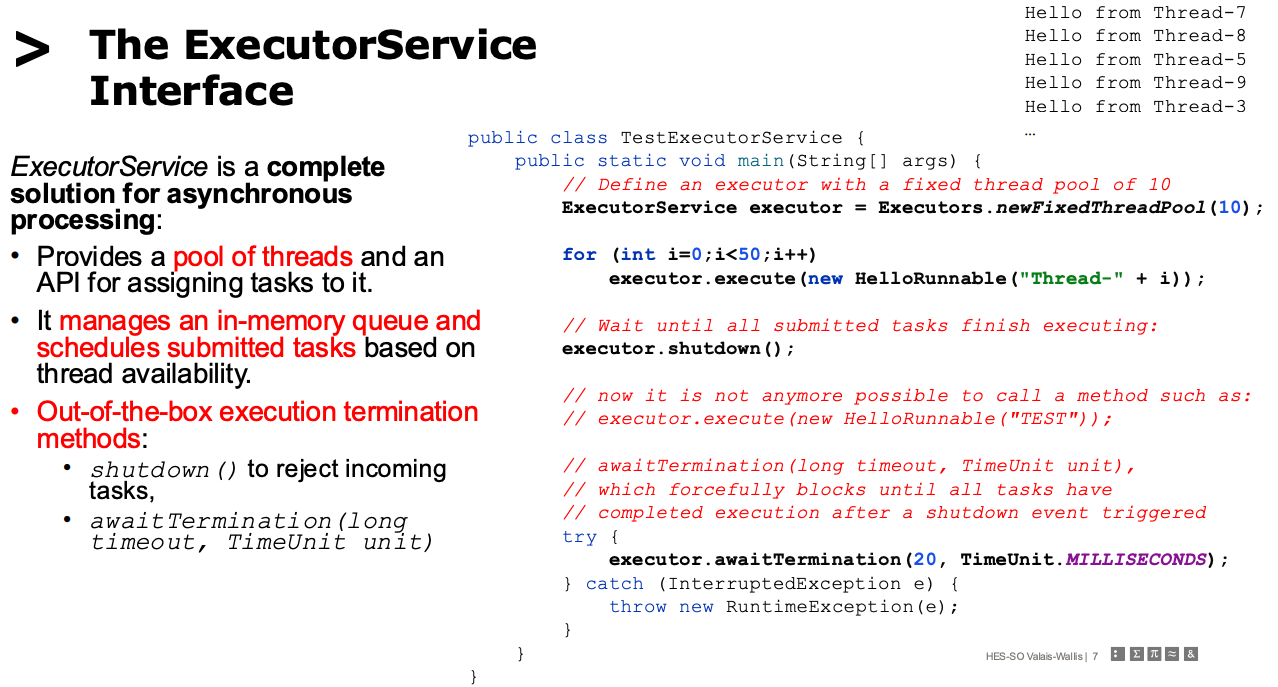 > The ExecutorService
Interface
ExecutorService is a complete
solution for asynchronous
processing:
• Provides a pool of threads and an
API for assigning tasks to it.
• It manages an in-memory queue and
schedules submitted tasks based on
thread availability.
• Out-of-the-box execution termination
methods:
• shutdown() to reject incoming
tasks,
• awaitTermination(long
timeout, TimeUnit unit)
Hello from Thread-7
Hello from Thread-8
Hello from Thread-5
Hello from Thread-9
Hello from Thread-3
…
public class TestExecutorService {
    public static void main(String[] args) {
        // Define an executor with a fixed thread pool of 10
        ExecutorService executor = Executors.newFixedThreadPool(10);

        for (int i=0;i<50;i++)
            executor.execute(new HelloRunnable("Thread-" + i));

        // Wait until all submitted tasks finish executing:
        executor.shutdown();

        // now it is not anymore possible to call a method such as:
        // executor.execute(new HelloRunnable("TEST"));

        // awaitTermination(long timeout, TimeUnit unit),
        // which forcefully blocks until all tasks have
        // completed execution after a shutdown event triggered
        try {
            executor.awaitTermination(20, TimeUnit.MILLISECONDS);
        } catch (InterruptedException e) {
            throw new RuntimeException(e);
        }
    }
}
HES-SO Valais-Wallis | 7 : Σ π ≈ &